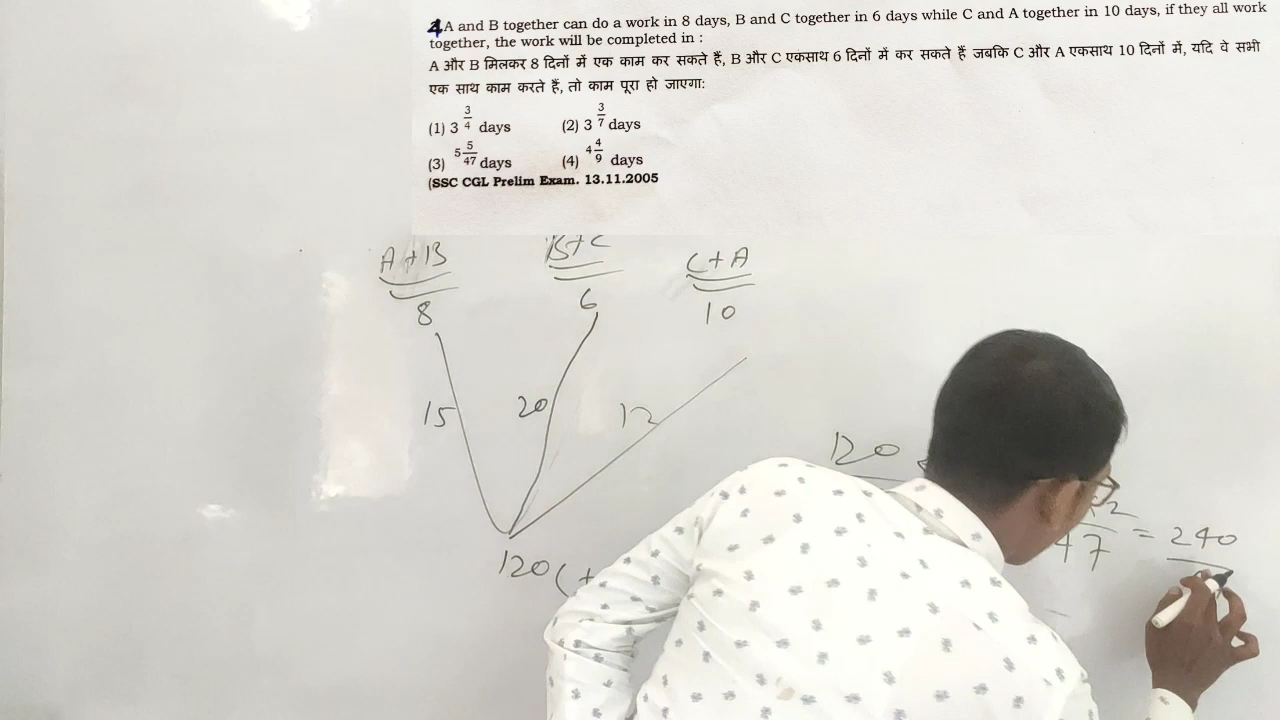 4. A and B together can do a work in 8 days, B and C together in 6 days while C and A together in 10 days, if they all work
together, the work will be completed in :
A और B मिलकर 8 दिनों में एक काम कर सकते हैं, B और C एकसाथ 6 दिनों में कर सकते हैं जबकि C और A एकसाथ 10 दिनों में, यदि वे सभी
एक साथ काम करते हैं, तो काम पूरा हो जाएगा:
(1) 3 3/4 days (2) 3 3/7 days
(3) 5 5/47 days (4) 4 4/9 days
(SSC CGL Prelim Exam. 13.11.2005
A+B B+C C+A
8 6 10
15 20 12
120
120
2
47 = 240